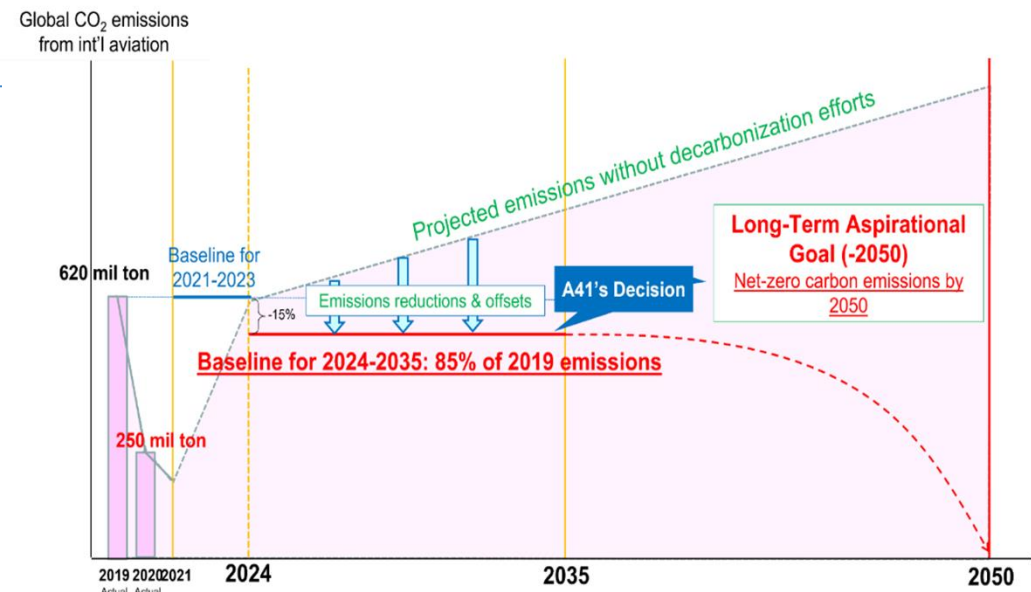 Global CO2 emissions
from int'l aviation
Projected emissions without decarbonization efforts
Long-Term Aspirational
Goal (-2050)
Net-zero carbon emissions by
2050
Baseline for
2021-2023
620 mil ton
A41's Decision
Emissions reductions & offsets
-15%
Baseline for 2024-2035: 85% of 2019 emissions
250 mil ton
2019 2020 2021 2024 2035 2050
Actual Actual